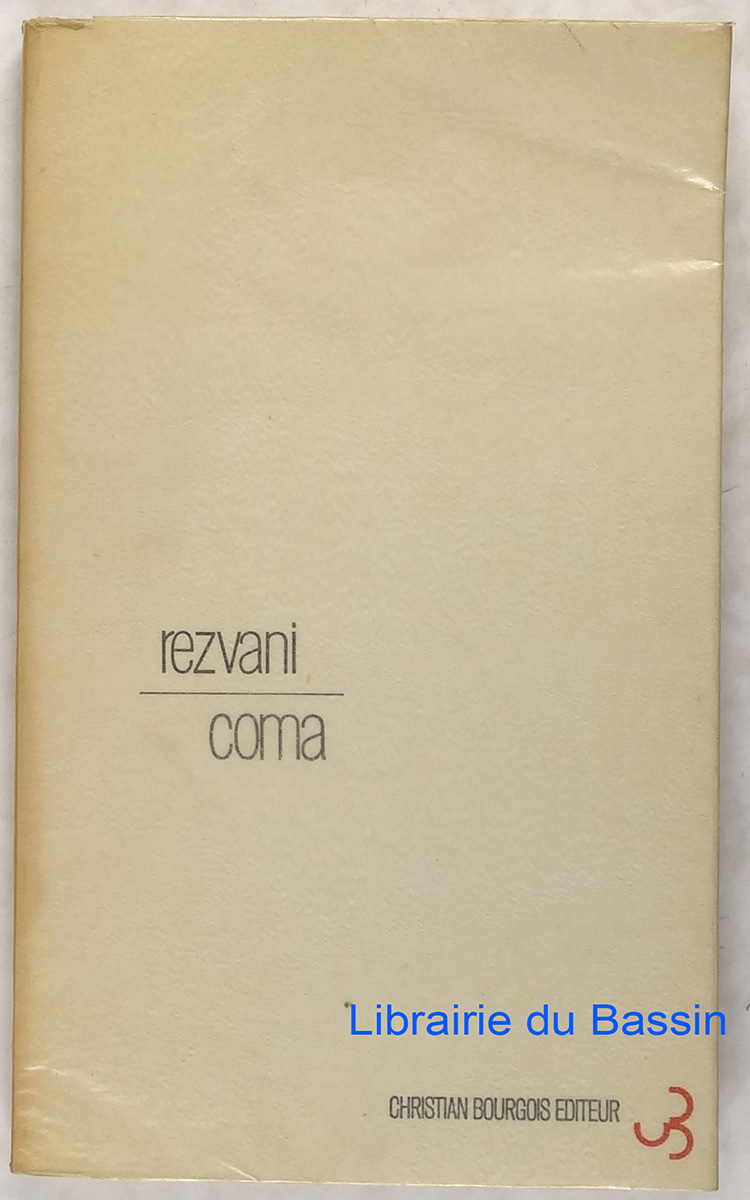 rezvani
coma
Librairie du Bassin
CHRISTIAN BOURGOIS EDITEUR